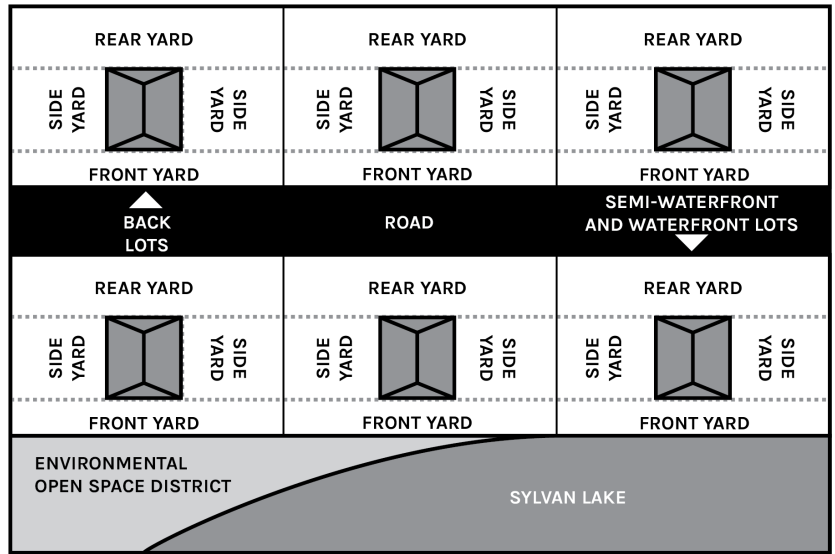 REAR YARD
REAR YARD
REAR YARD
SIDE
YARD
SIDE
YARD
SIDE
YARD
SIDE
YARD
SIDE
YARD
SIDE
YARD
FRONT YARD
FRONT YARD
FRONT YARD
BACK
LOTS
ROAD
SEMI-WATERFRONT
AND WATERFRONT LOTS
REAR YARD
REAR YARD
REAR YARD
SIDE
YARD
SIDE
YARD
SIDE
YARD
SIDE
YARD
SIDE
YARD
SIDE
YARD
FRONT YARD
FRONT YARD
FRONT YARD
ENVIRONMENTAL
OPEN SPACE DISTRICT
SYLVAN LAKE